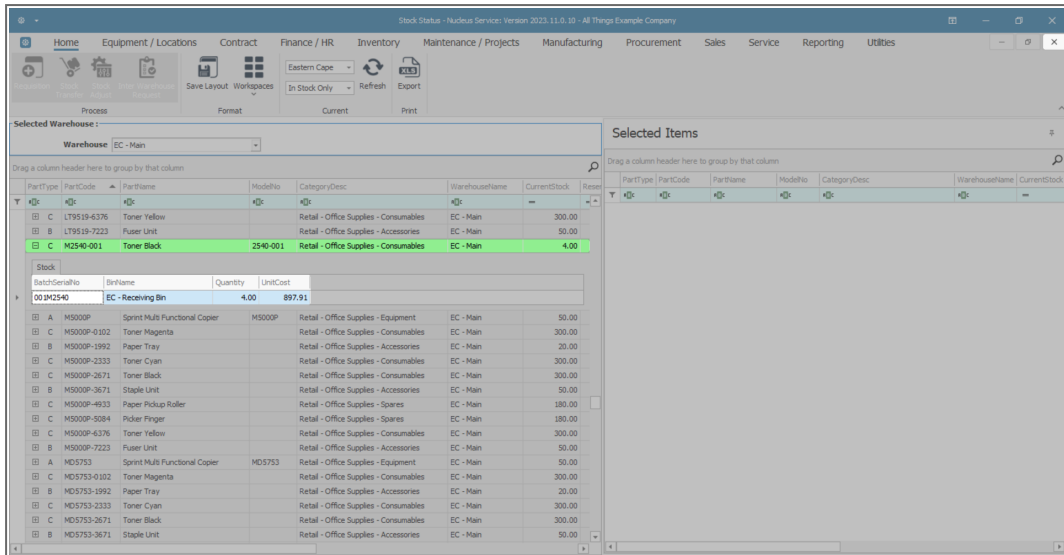 Stock Status - Nucleus Service: Version 2023.11.0.10 - All Things Example Company
Home Equipment / Locations Contract Finance / HR Inventory Maintenance / Projects Manufacturing Procurement Sales Service Reporting Utilities
Stock Transfer Stock Adjust Save Layout Workspaces Eastern Cape In Stock Only Refresh Export
Process Format Current Print
Selected Warehouse :
Warehouse EC - Main
Selected Items
Drag a column header here to group by that column
Drag a column header here to group by that column
PartType PartCode PartName ModelNo CategoryDesc WarehouseName CurrentStock Reser
PartType PartCode PartName ModelNo CategoryDesc WarehouseName CurrentStock
C LT9519-6376 Toner Yellow Retail - Office Supplies - Consumables EC - Main 300.00
B LT9519-7223 Fuser Unit Retail - Office Supplies - Accessories EC - Main 50.00
C M2540-001 Toner Black 2540-001 Retail - Office Supplies - Consumables EC - Main 4.00
Stock
BatchSerialNo BinName Quantity UnitCost
001M2540 EC - Receiving Bin 4.00 897.91
A M5000P Sprint Multi Functional Copier M5000P Retail - Office Supplies - Equipment EC - Main 50.00
C M5000P-0102 Toner Magenta Retail - Office Supplies - Consumables EC - Main 300.00
B M5000P-1992 Paper Tray Retail - Office Supplies - Accessories EC - Main 20.00
C M5000P-2333 Toner Cyan Retail - Office Supplies - Consumables EC - Main 300.00
C M5000P-2671 Toner Black Retail - Office Supplies - Consumables EC - Main 300.00
B M5000P-3671 Staple Unit Retail - Office Supplies - Accessories EC - Main 50.00
C M5000P-4933 Paper Pickup Roller Retail - Office Supplies - Spares EC - Main 180.00
C M5000P-5084 Picker Finger Retail - Office Supplies - Spares EC - Main 180.00
C M5000P-6376 Toner Yellow Retail - Office Supplies - Consumables EC - Main 300.00
B M5000P-7223 Fuser Unit Retail - Office Supplies - Accessories EC - Main 50.00
A MD5753 Sprint Multi Functional Copier MD5753 Retail - Office Supplies - Equipment EC - Main 50.00
C MD5753-0102 Toner Magenta Retail - Office Supplies - Consumables EC - Main 300.00
B MD5753-1992 Paper Tray Retail - Office Supplies - Accessories EC - Main 20.00
C MD5753-2333 Toner Cyan Retail - Office Supplies - Consumables EC - Main 300.00
C MD5753-2671 Toner Black Retail - Office Supplies - Consumables EC - Main 300.00
B MD5753-3671 Staple Unit Retail - Office Supplies - Accessories EC - Main 50.00